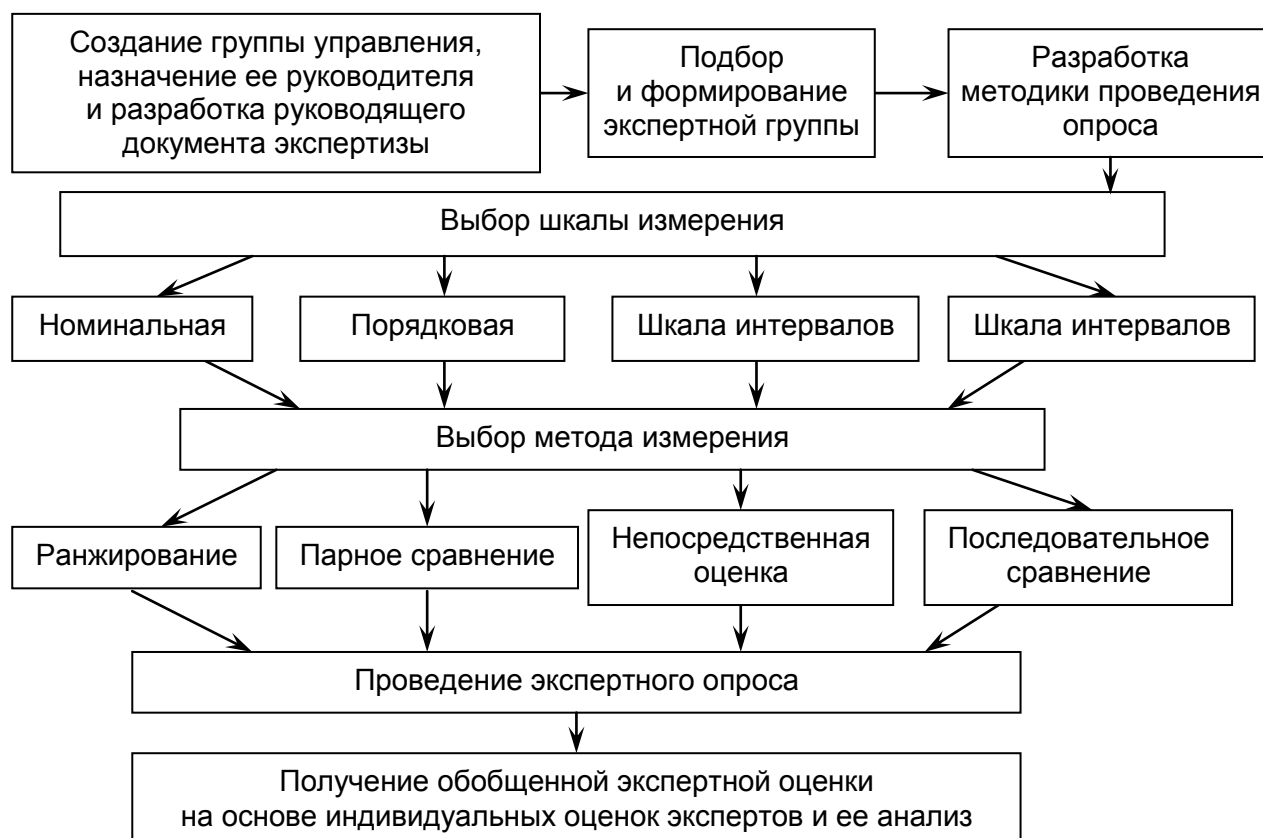 Создание группы управления,
назначение ее руководителя
и разработка руководящего
документа экспертизы
Подбор
и формирование
экспертной группы
Разработка
методики проведения
опроса
Выбор шкалы измерения
Номинальная
Порядковая
Шкала интервалов
Шкала интервалов
Выбор метода измерения
Ранжирование
Парное сравнение
Непосредственная
оценка
Последовательное
сравнение
Проведение экспертного опроса
Получение обобщенной экспертной оценки
на основе индивидуальных оценок экспертов и ее анализ